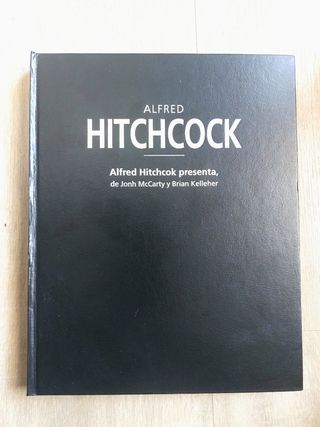 ALFRED
HITCHCOCK
Alfred Hitchcok presenta,
de Jonh McCarty y Brian Kelleher